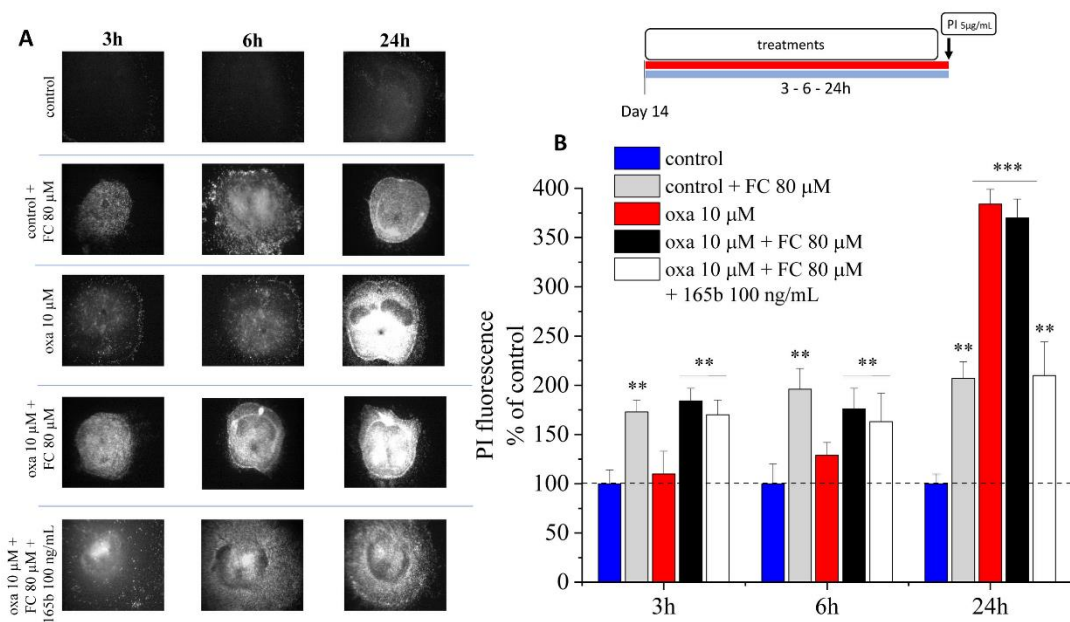 A
3h 6h 24h
control
control +
FC 80 μM
oxa 10 μM
oxa 10 μM +
FC 80 μM
oxa 10 μM +
FC 80 μM +
165b 100 ng/mL
PI 5μg/mL
treatments
3 - 6 - 24h
Day 14
B
control
control + FC 80 μM
oxa 10 μM
oxa 10 μM + FC 80 μM
oxa 10 μM + FC 80 μM
+ 165b 100 ng/mL
PI fluorescence
% of control
400
350
300
250
200
150
100
50
0
** ** ** ** ** *** **
3h 6h 24h